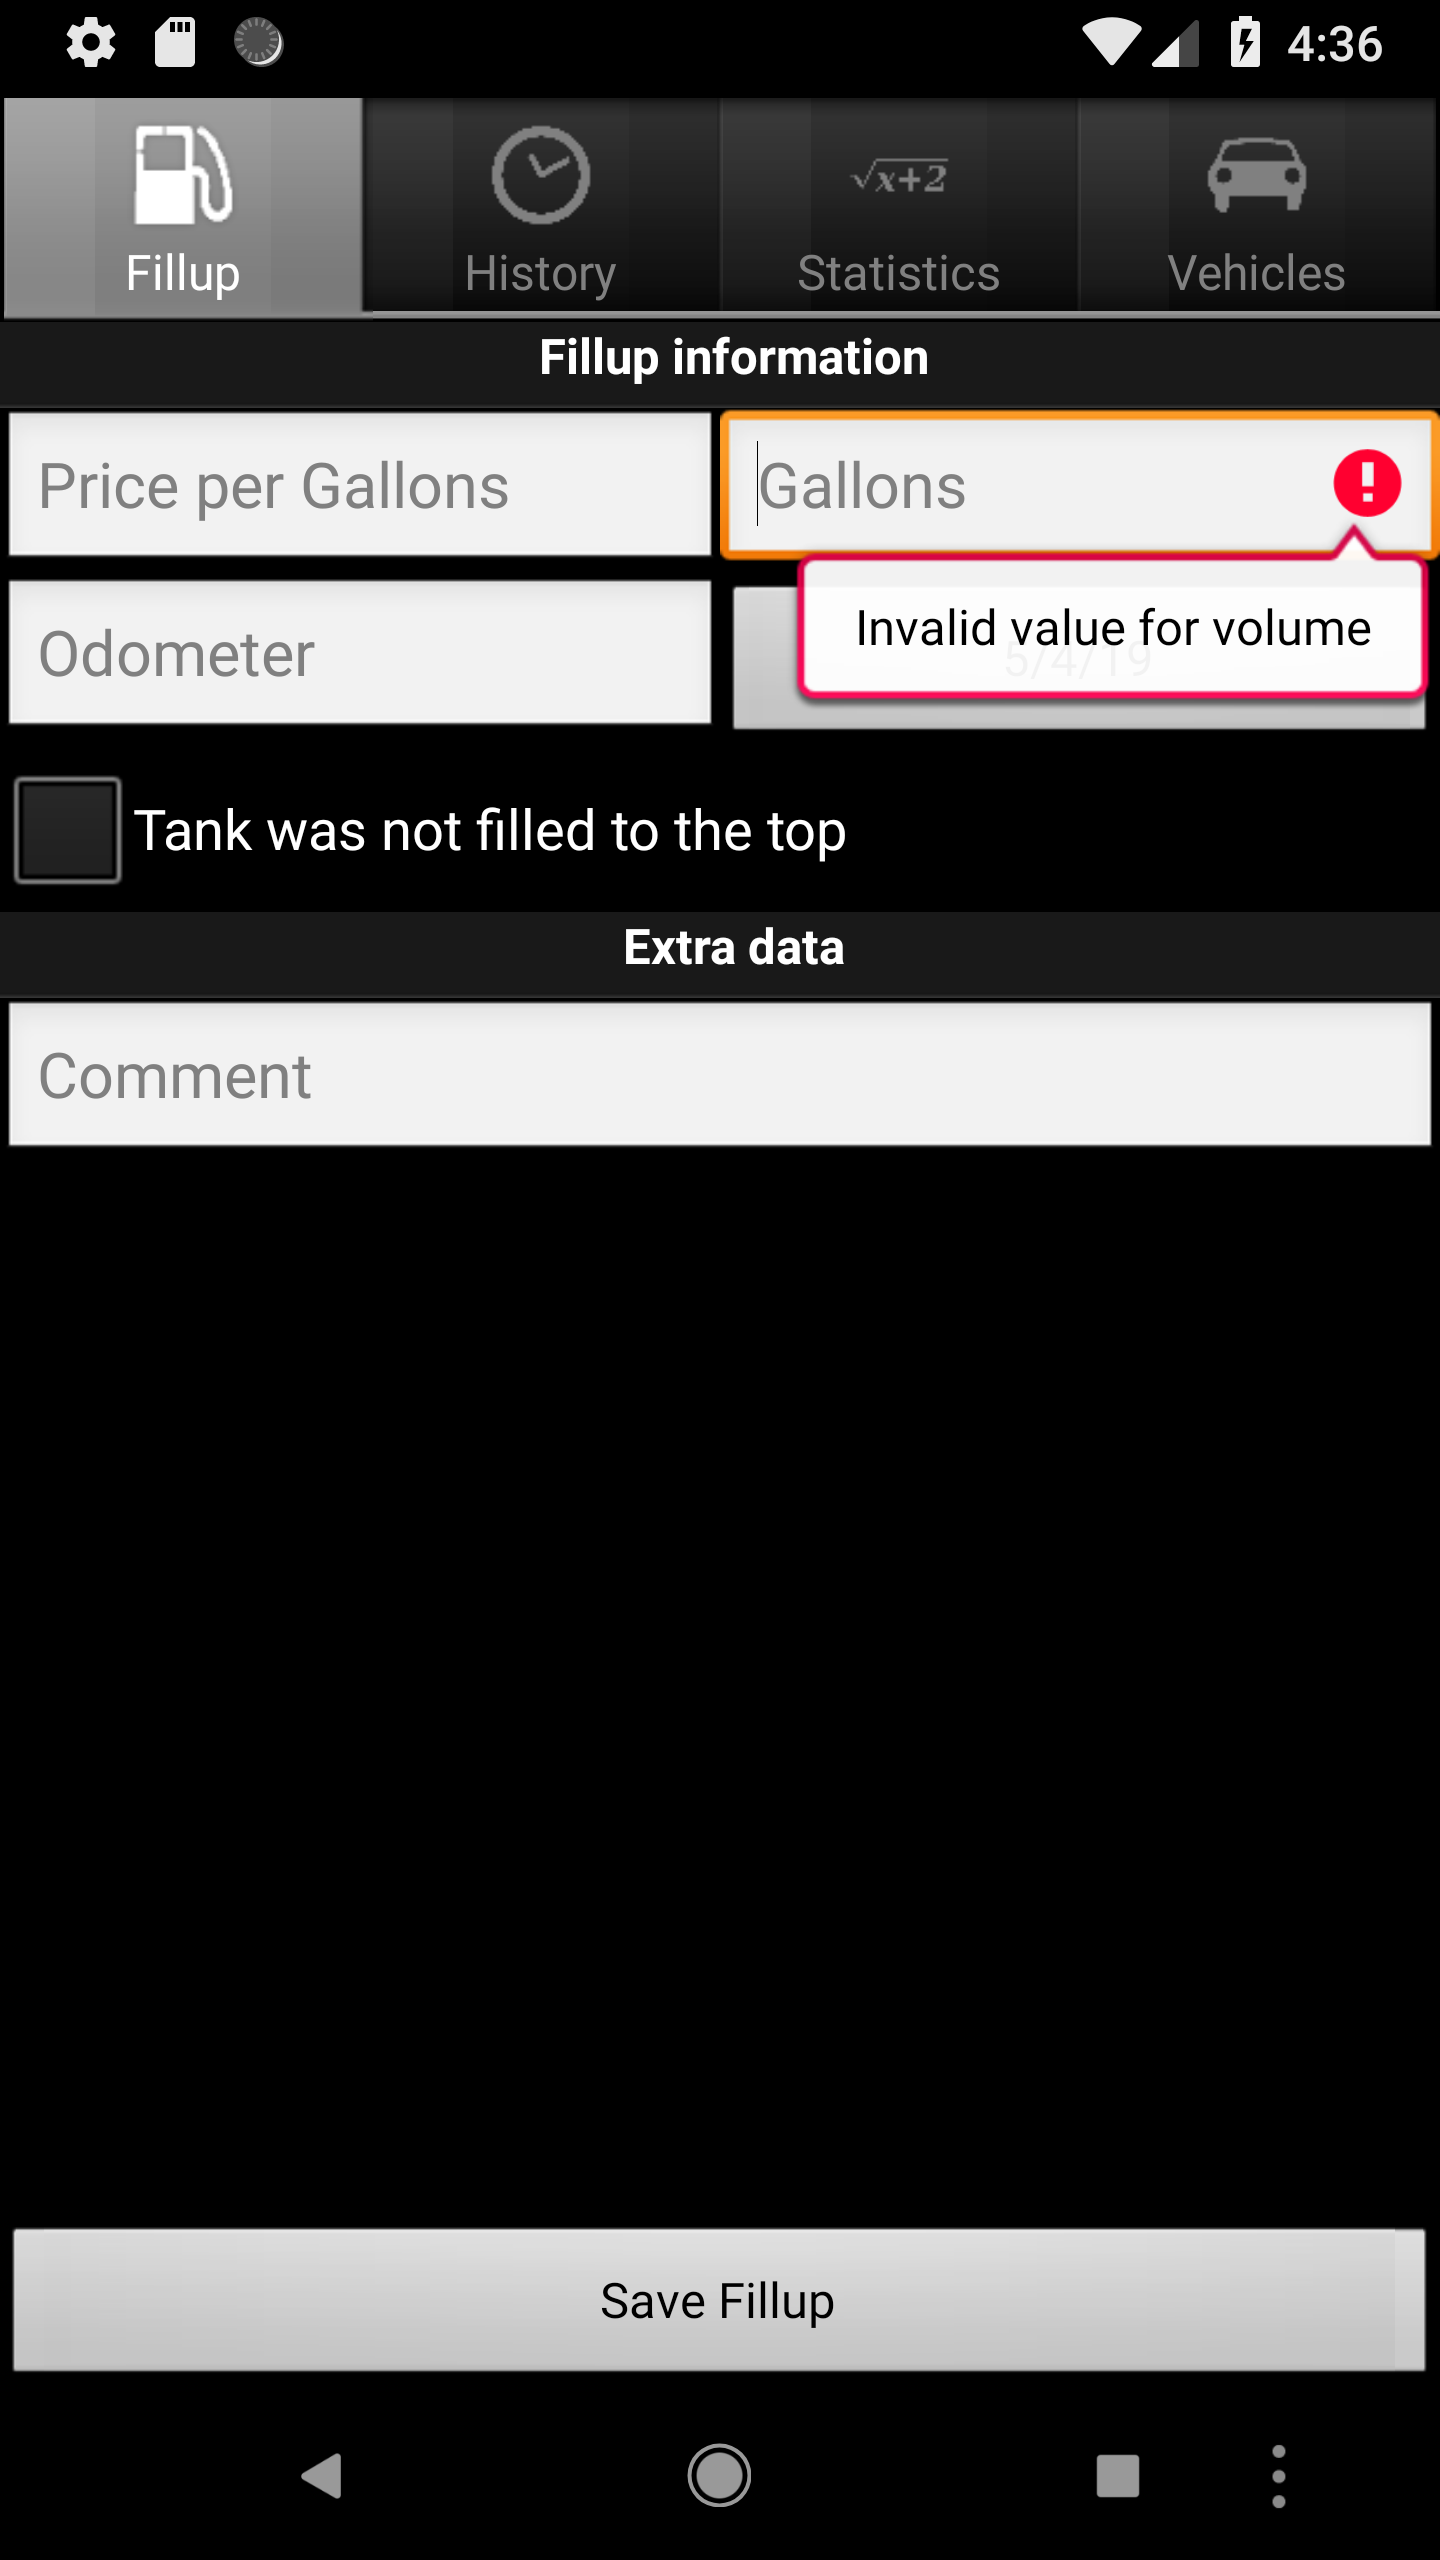 4:36
√x+2
Fillup
History
Statistics
Vehicles
Fillup information
Price per Gallons
Gallons
Invalid value for volume
Odometer
5/4/19
Tank was not filled to the top
Extra data
Comment
Save Fillup